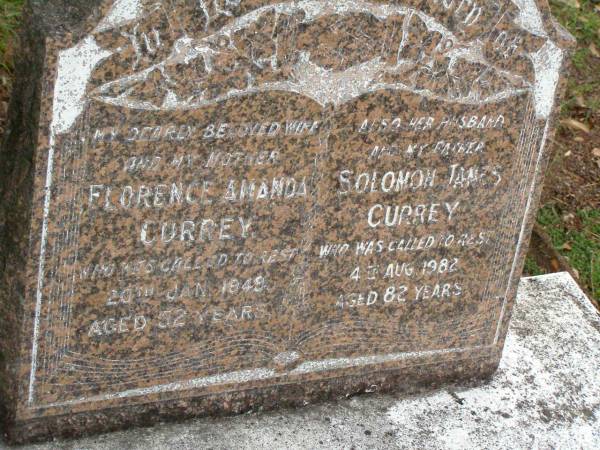 MY DEARLY BELOVED WIFE
AND MY MOTHER
FLORENCE AMANDA
CURREY
WHO WAS CALLED TO REST
JAN. 1948
AGED 52 YEARS
ALSO HER HUSBAND
AND MY FATHER
SOLOMON JAMES
CURREY
WHO WAS CALLED TO REST
4TH AUG. 1982
AGED 82 YEARS